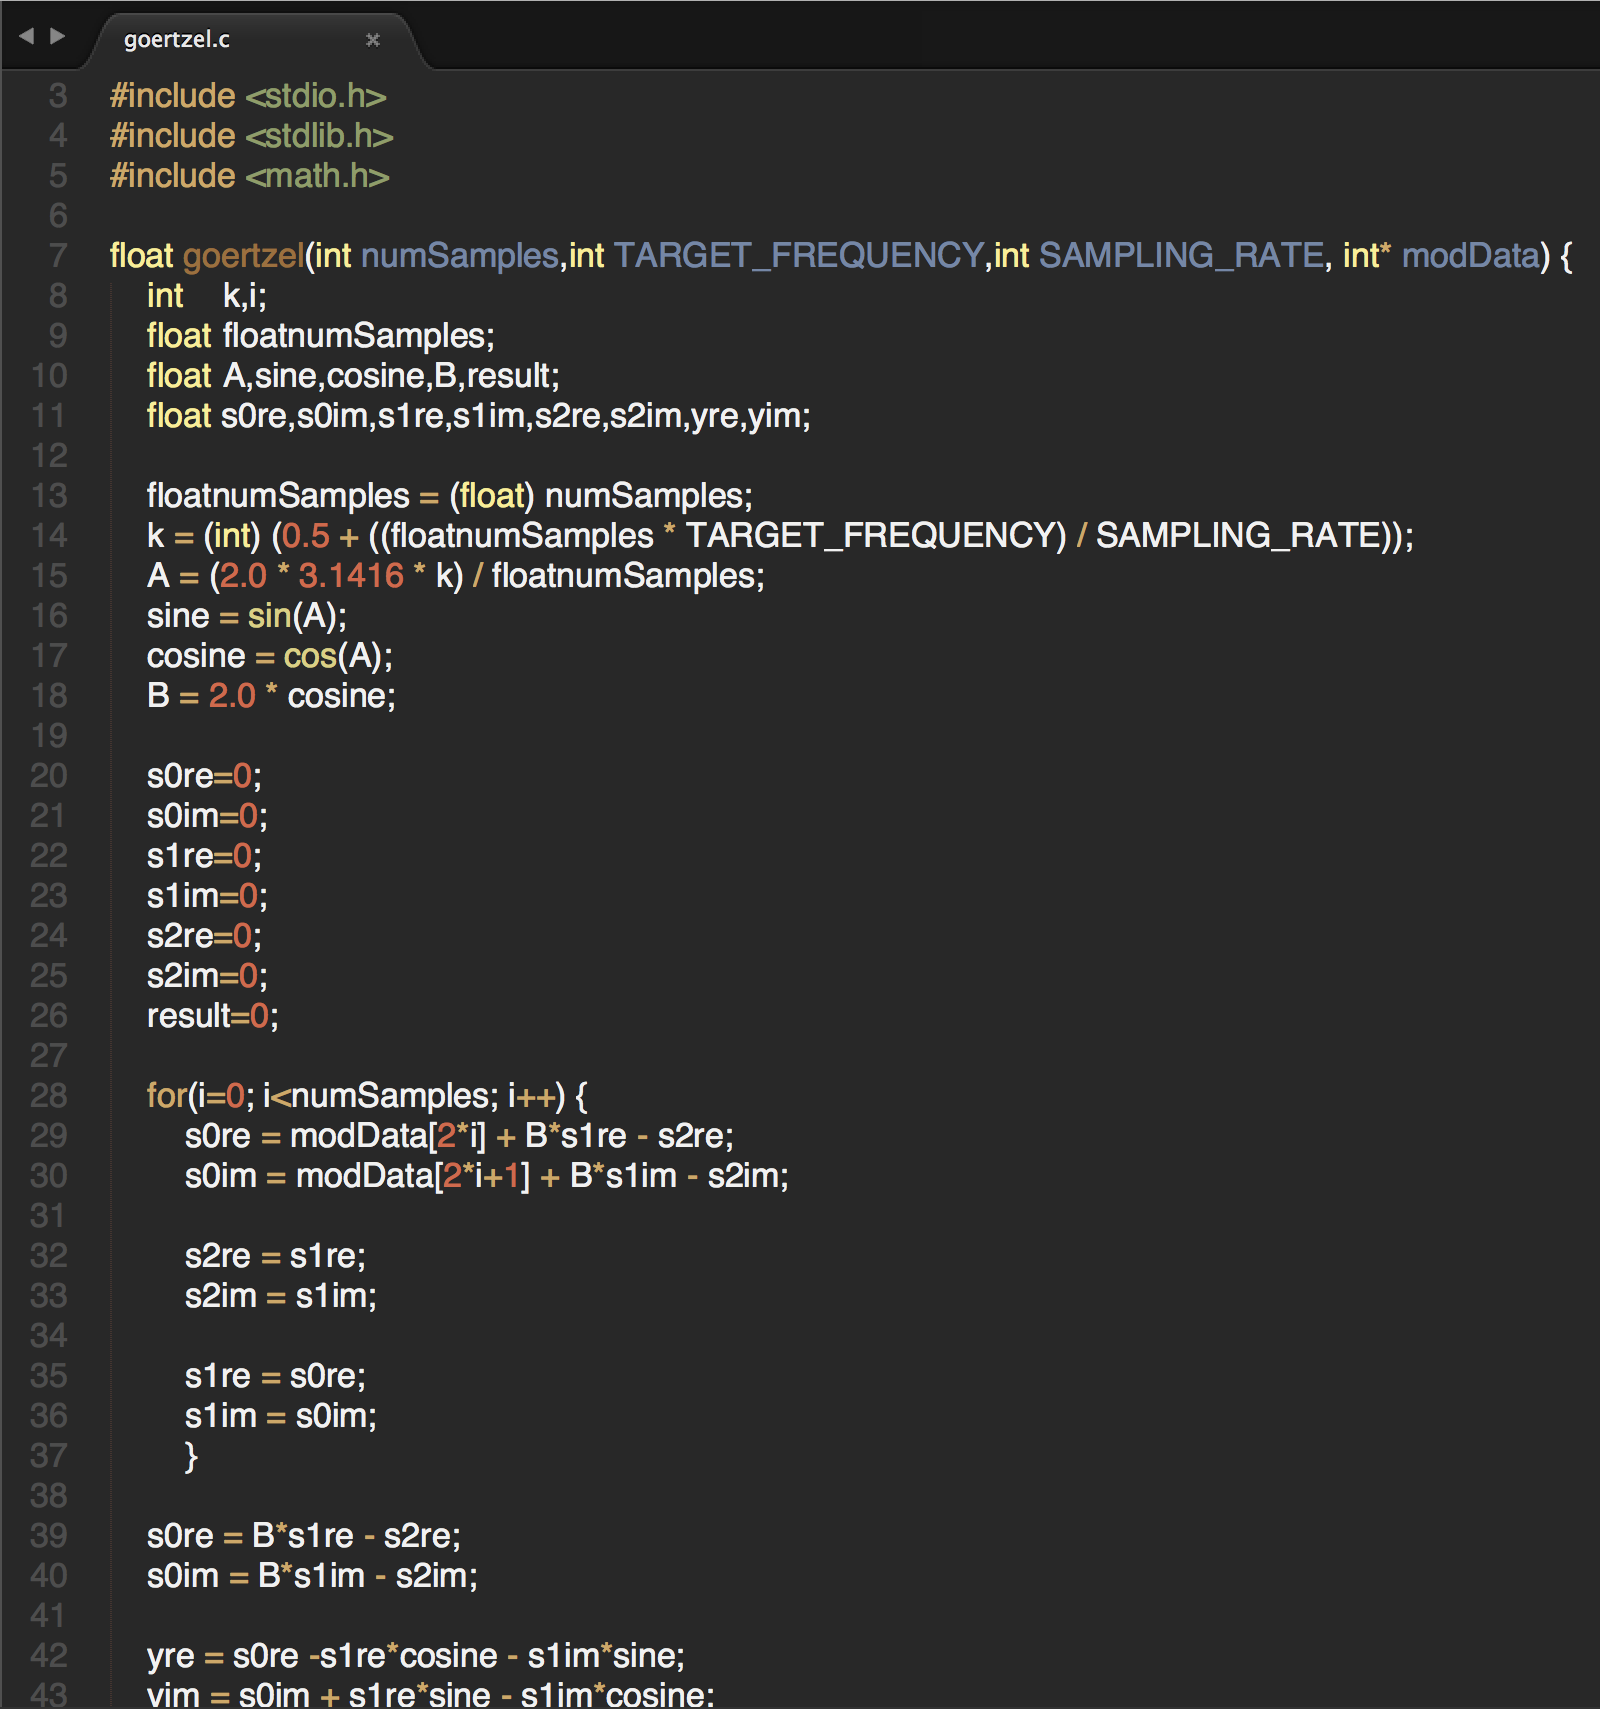 goertzel.c
3 #include <stdio.h>
4 #include <stdlib.h>
5 #include <math.h>
6
7 float goertzel(int numSamples,int TARGET_FREQUENCY,int SAMPLING_RATE, int* modData) {
8 int k,i;
9 float floatnumSamples;
10 float A,sine,cosine,B,result;
11 float s0re,s0im,s1re,s1im,s2re,s2im,yre,yim;
12
13 floatnumSamples = (float) numSamples;
14 k = (int) (0.5 + ((floatnumSamples * TARGET_FREQUENCY) / SAMPLING_RATE));
15 A = (2.0 * 3.1416 * k) / floatnumSamples;
16 sine = sin(A);
17 cosine = cos(A);
18 B = 2.0 * cosine;
19
20 s0re=0;
21 s0im=0;
22 s1re=0;
23 s1im=0;
24 s2re=0;
25 s2im=0;
26 result=0;
27
28 for(i=0; i<numSamples; i++) {
29 s0re = modData[2*i] + B*s1re - s2re;
30 s0im = modData[2*i+1] + B*s1im - s2im;
31
32 s2re = s1re;
33 s2im = s1im;
34
35 s1re = s0re;
36 s1im = s0im;
37 }
38
39 s0re = B*s1re - s2re;
40 s0im = B*s1im - s2im;
41
42 yre = s0re -s1re*cosine - s1im*sine;
43 yim = s0im + s1re*sine - s1im*cosine;